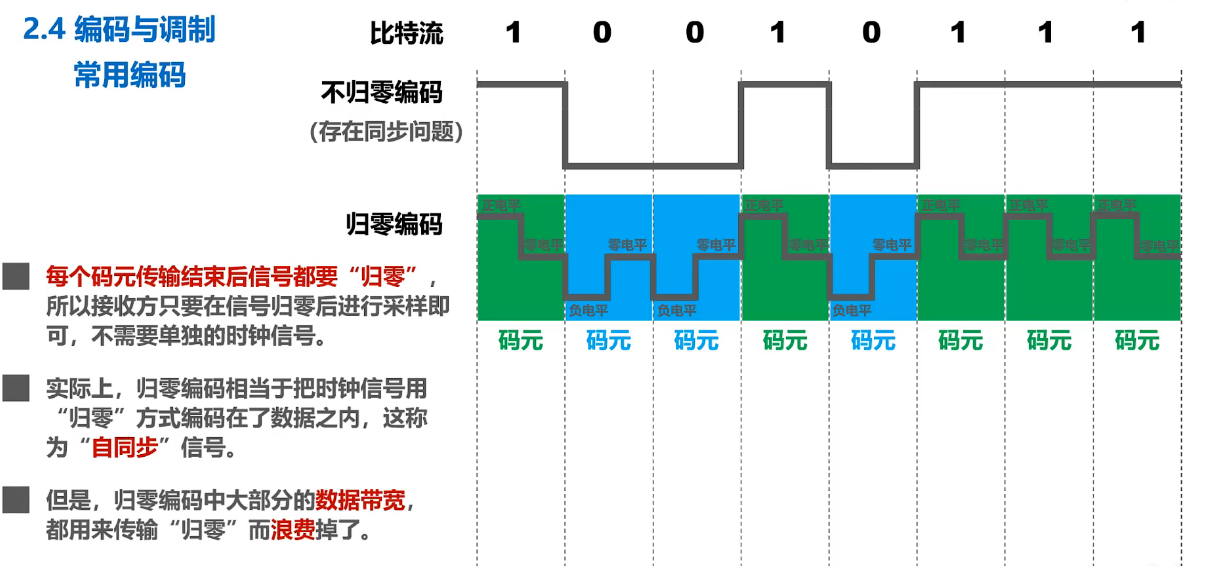 2.4 编码与调制
常用编码
比特流
1 0 0 1 0 1 1 1
不归零编码
(存在同步问题)
归零编码
正电平 正电平 正电平 正电平 正电平
零电平 零电平 零电平 零电平 零电平 零电平 零电平 零电平
负电平 负电平 负电平
码元 码元 码元 码元 码元 码元 码元 码元
每个码元传输结束后信号都要“归零”,
所以接收方只要在信号归零后进行采样即
可，不需要单独的时钟信号。
实际上，归零编码相当于把时钟信号用
“归零”方式编码在了数据之内，这称
为“自同步”信号。
但是，归零编码中大部分的数据带宽，
都用来传输“归零”而浪费掉了。